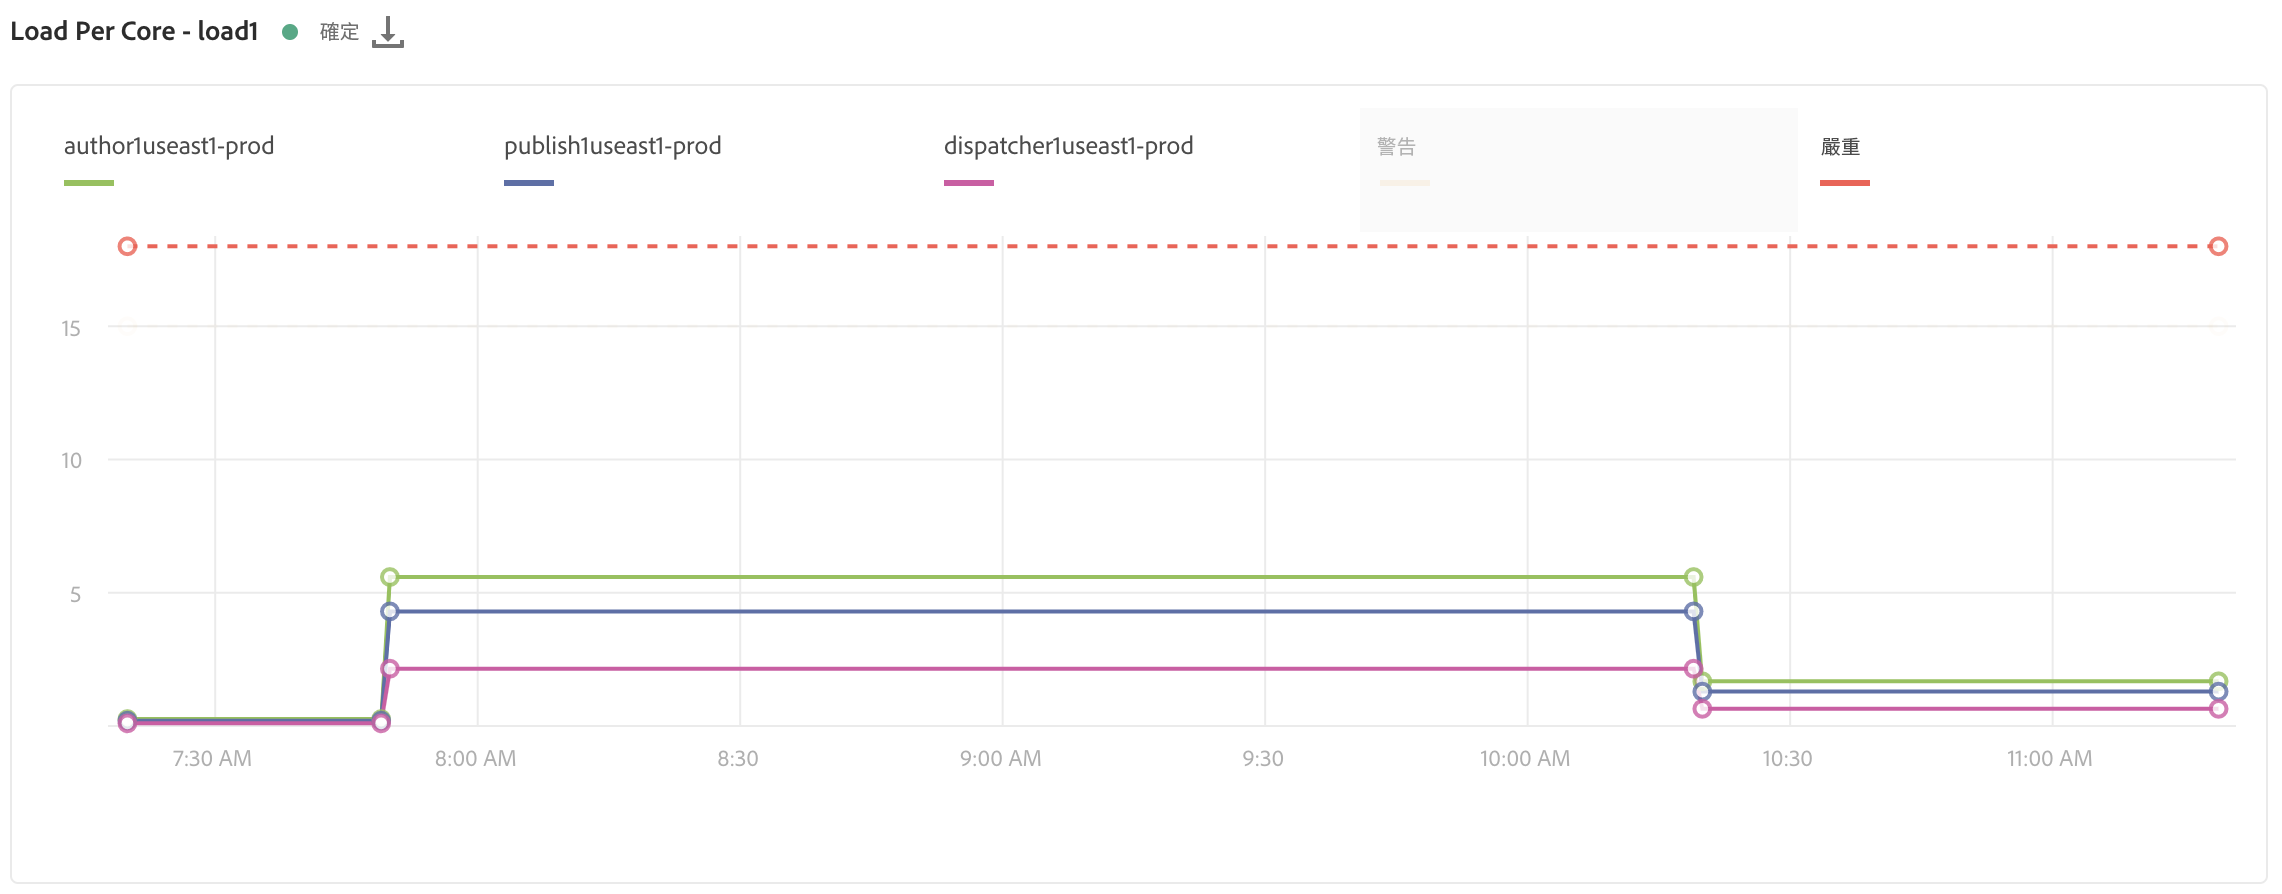 Load Per Core - load1 確定
author1useast1-prod
publish1useast1-prod
dispatcher1useast1-prod
警告
嚴重
15
10
5
7:30 AM
8:00 AM
8:30
9:00 AM
9:30
10:00 AM
10:30
11:00 AM